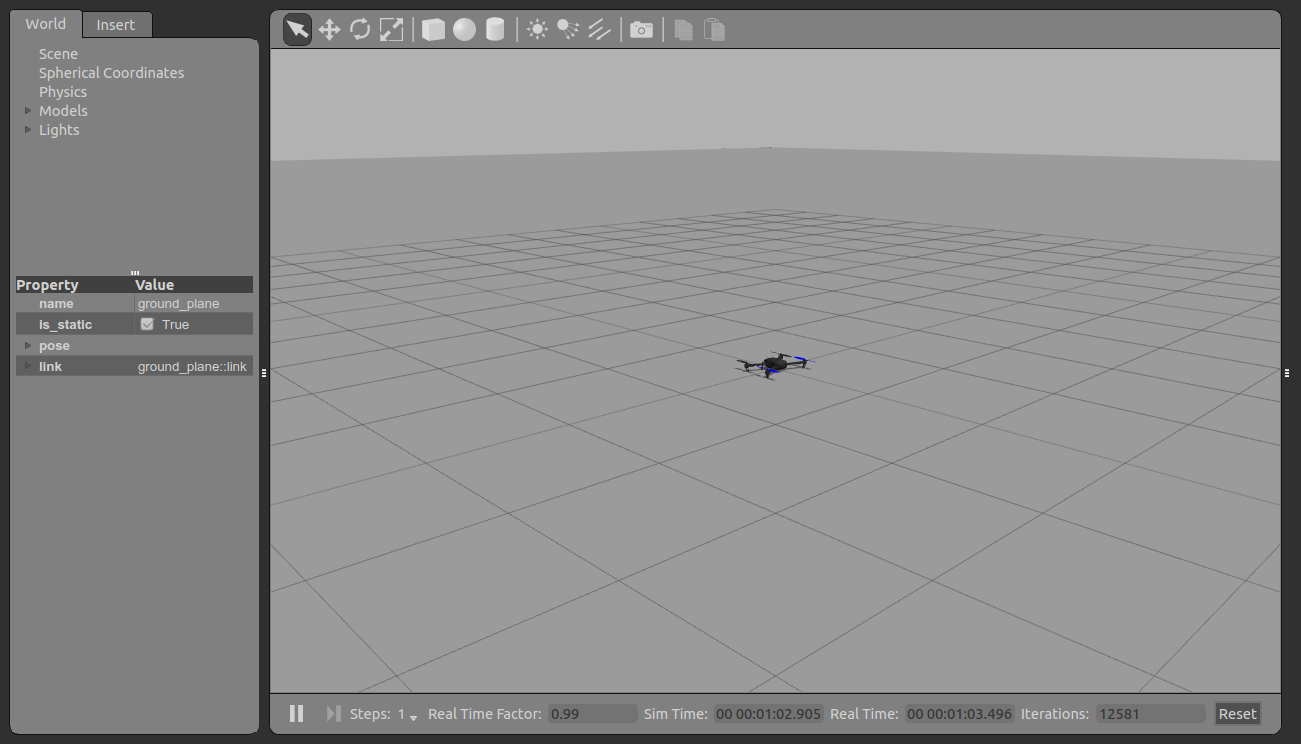 World Insert
Scene
Spherical Coordinates
Physics
Models
Lights
Property Value
name ground_plane
is_static True
pose
link ground_plane::link
Steps: 1 Real Time Factor: 0.99 Sim Time: 00 00:01:02.905 Real Time: 00 00:01:03.496 Iterations: 12581 Reset